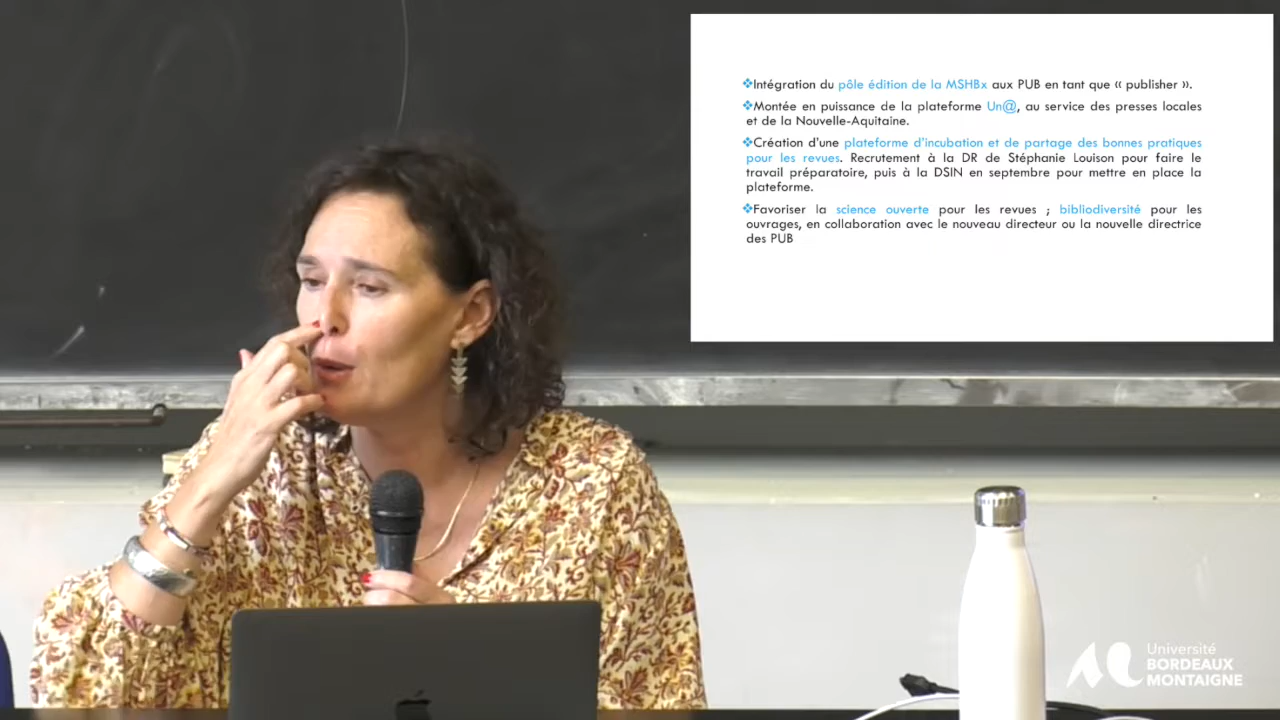 ❖Intégration du pôle édition de la MSHBx aux PUB en tant que « publisher ».
❖Montée en puissance de la plateforme Un@, au service des presses locales
et de la Nouvelle-Aquitaine.
❖Création d'une plateforme d'incubation et de partage des bonnes pratiques
pour les revues. Recrutement à la DR de Stéphanie Louison pour faire le
travail préparatoire, puis à la DSIN en septembre pour mettre en place la
plateforme.
❖Favoriser la science ouverte pour les revues ; bibliodiversité pour les
ouvrages, en collaboration avec le nouveau directeur ou la nouvelle directrice
des PUB
Université
BORDEAUX
MONTAIGNE